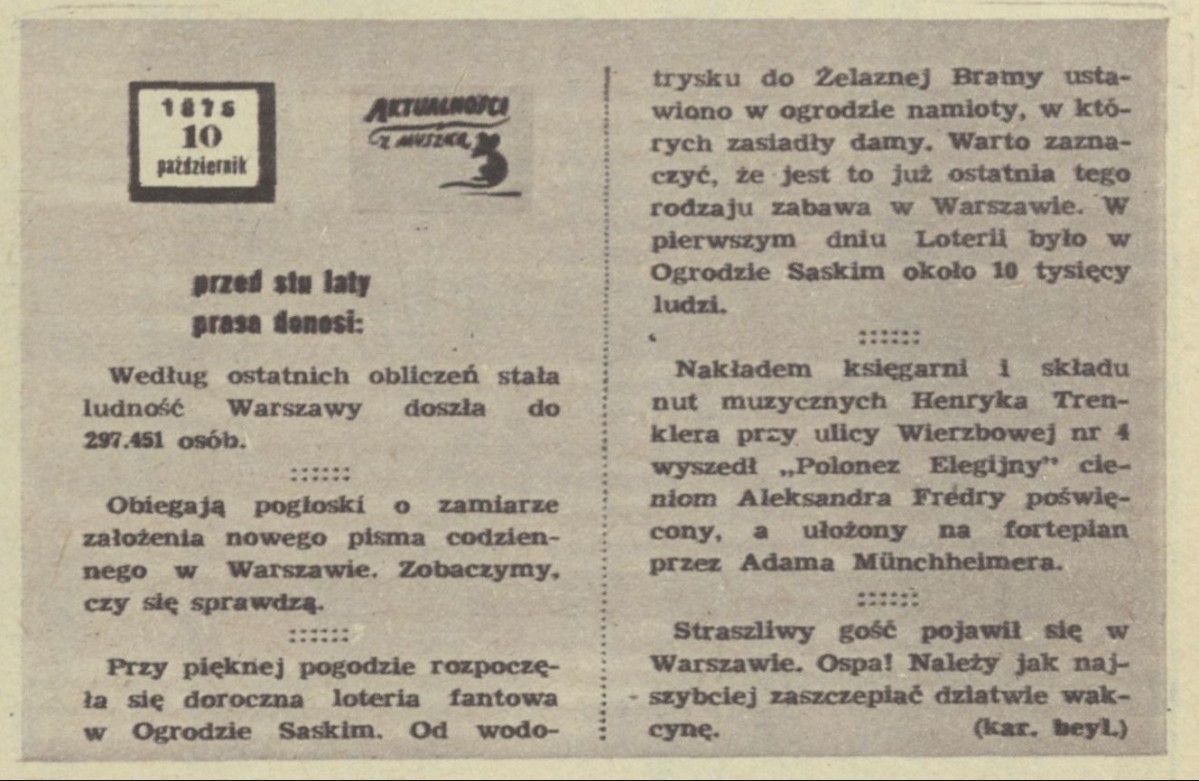 1876
10
październik
AKTUALNOŚCI
Z MUSZKĄ
przed stu laty
prasa donosi:
Według ostatnich obliczeń stała
ludność Warszawy doszła do
297.451 osób.
Obiegają pogłoski o zamiarze
założenia nowego pisma codzien-
nego w Warszawie. Zobaczymy,
czy się sprawdzą.
Przy pięknej pogodzie rozpoczę-
ła się doroczna loteria fantowa
w Ogrodzie Saskim. Od wodo-
trysku do Żelaznej Bramy usta-
wiono w ogrodzie namioty, w któ-
rych zasiadły damy. Warto zazna-
czyć, że jest to już ostatnia tego
rodzaju zabawa w Warszawie. W
pierwszym dniu Loterii było w
Ogrodzie Saskim około 10 tysięcy
ludzi.
Nakładem księgarni i składu
nut muzycznych Henryka Tren-
klera przy ulicy Wierzbowej nr 4
wyszedł „Polonez Elegijny” cie-
niom Aleksandra Fredry poświę-
cony, a ułożony na fortepian
przez Adama Münchheimera.
Straszliwy gość pojawił się w
Warszawie. Ospa! Należy jak naj-
szybciej zaszczepiać dziatwie wak-
cynę. (kar. beyl.)